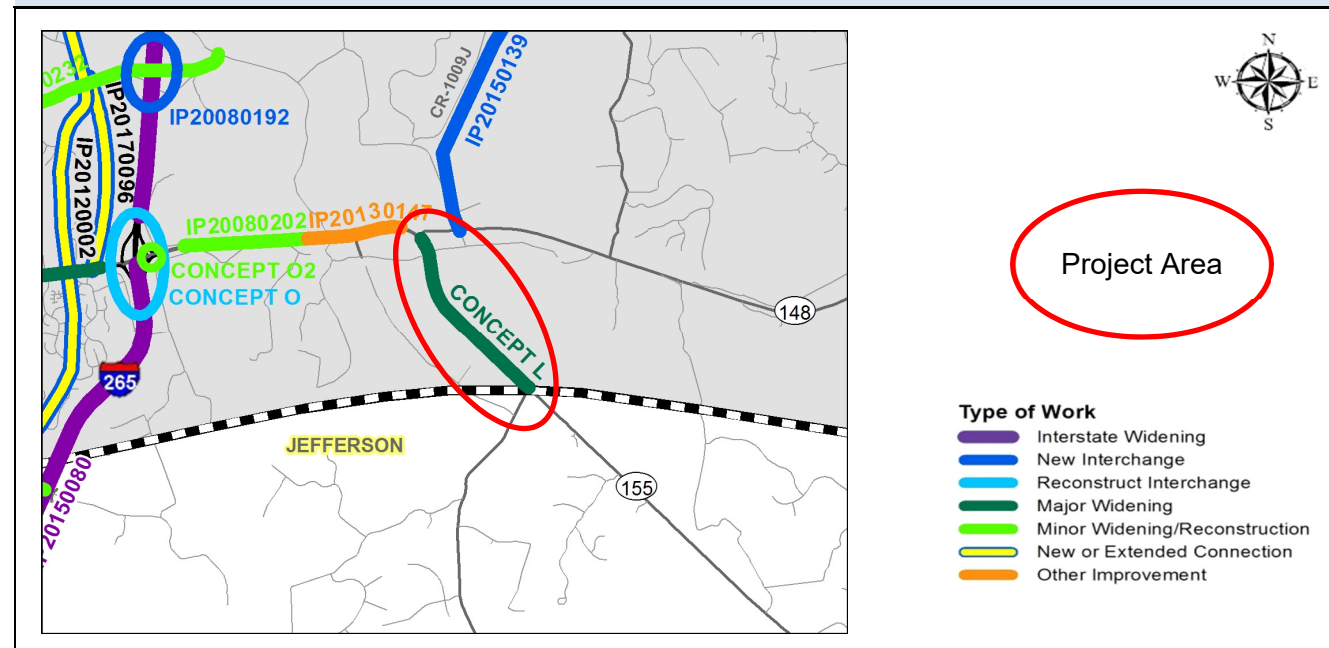 N
W E
S
0232
IP20170096
IP20120002
IP20080192
CR-1009J
IP20150139
IP20080202
IP20130147
CONCEPT O2
CONCEPT O
CONCEPT L
148
265
JEFFERSON
155
IP20150080
Project Area
Type of Work
Interstate Widening
New Interchange
Reconstruct Interchange
Major Widening
Minor Widening/Reconstruction
New or Extended Connection
Other Improvement